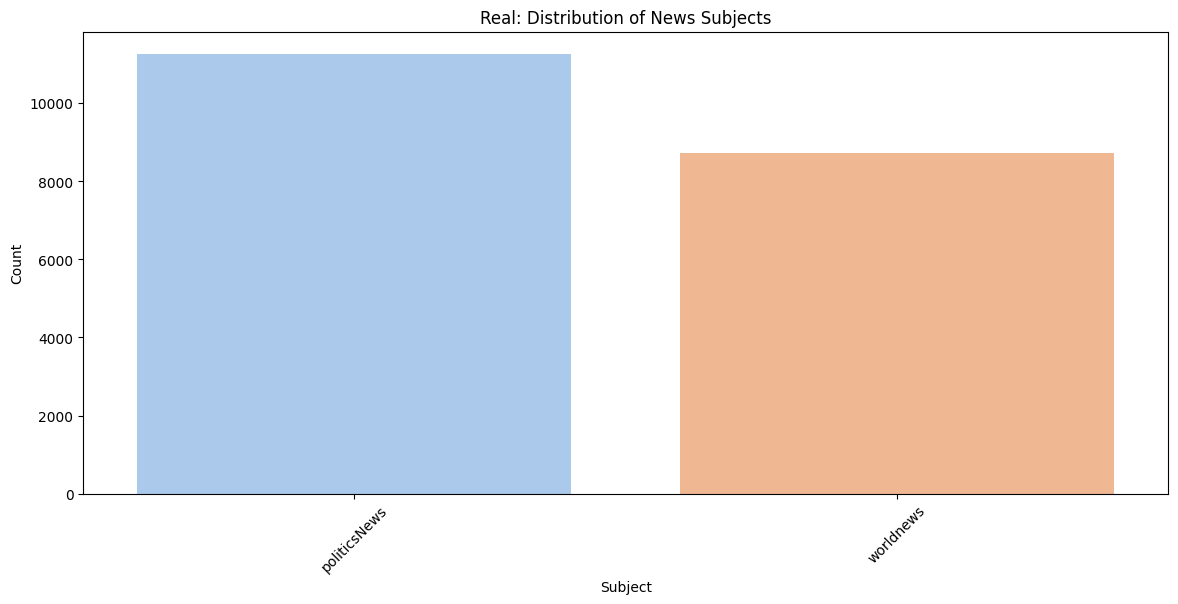 Real: Distribution of News Subjects
10000
8000
6000
4000
2000
0
Count
politicsNews
worldnews
Subject